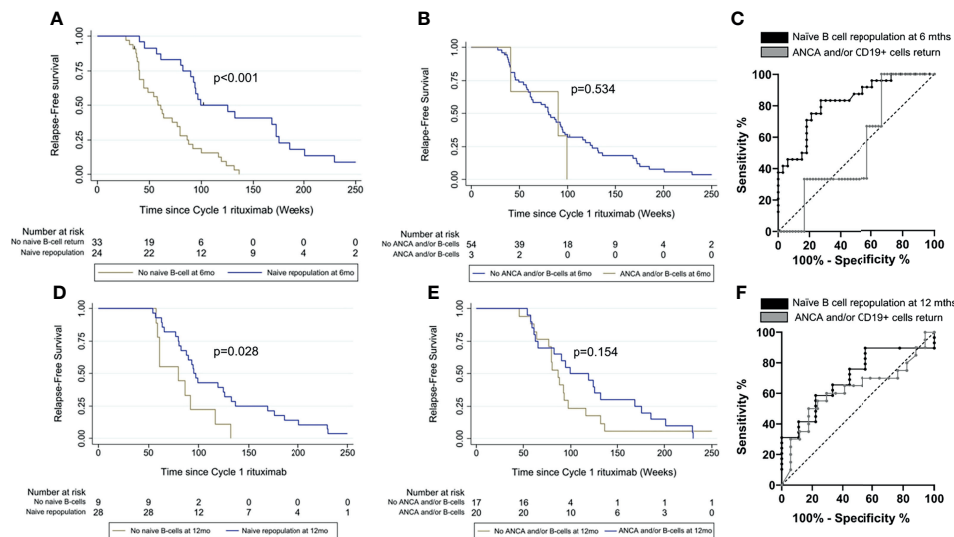 A
1.00
0.75
0.50
0.25
0.00
Relapse-Free Survival
p<0.001
0 50 100 150 200 250
Time since Cycle 1 rituximab (Weeks)
Number at risk
No naive B-cell return 33 19 6 0 0 0
Naive repopulation 24 22 12 9 4 2
No naive B-cell at 6mo Naive repopulation at 6mo
B
1.00
0.75
0.50
0.25
0.00
Relapse-Free Survival
p=0.534
0 50 100 150 200 250
Time since Cycle 1 rituximab (Weeks)
Number at risk
No ANCA and/or B-cells 54 39 18 9 4 2
ANCA and/or B-cells 3 2 0 0 0 0
No ANCA and/or B-cells at 6mo ANCA and/or B-cells at 6mo
C
Naïve B cell repopulation at 6 mths
ANCA and/or CD19+ cells return
100
80
60
40
20
0
Sensitivity %
0 20 40 60 80 100
100% - Specificity %
D
1.00
0.75
0.50
0.25
0.00
Relapse-Free Survival
p=0.028
0 50 100 150 200 250
Time since Cycle 1 rituximab
Number at risk
No naive B-cells 9 9 2 0 0 0
Naive repopulation 28 28 12 7 4 1
No naive B-cells at 12mo Naive repopulation at 12mo
E
1.00
0.75
0.50
0.25
0.00
Relapse-Free Survival
p=0.154
0 50 100 150 200 250
Time since Cycle 1 rituximab (Weeks)
Number at risk
No ANCA and/or B-cells 17 16 4 1 1 1
ANCA and/or B-cells 20 20 10 6 3 0
No ANCA and/or B-cells at 12mo ANCA and/or B-cells at 12mo
F
Naïve B cell repopulation at 12 mths
ANCA and/or CD19+ cells return
100
80
60
40
20
0
Sensitivity %
0 20 40 60 80 100
100% - Specificity %